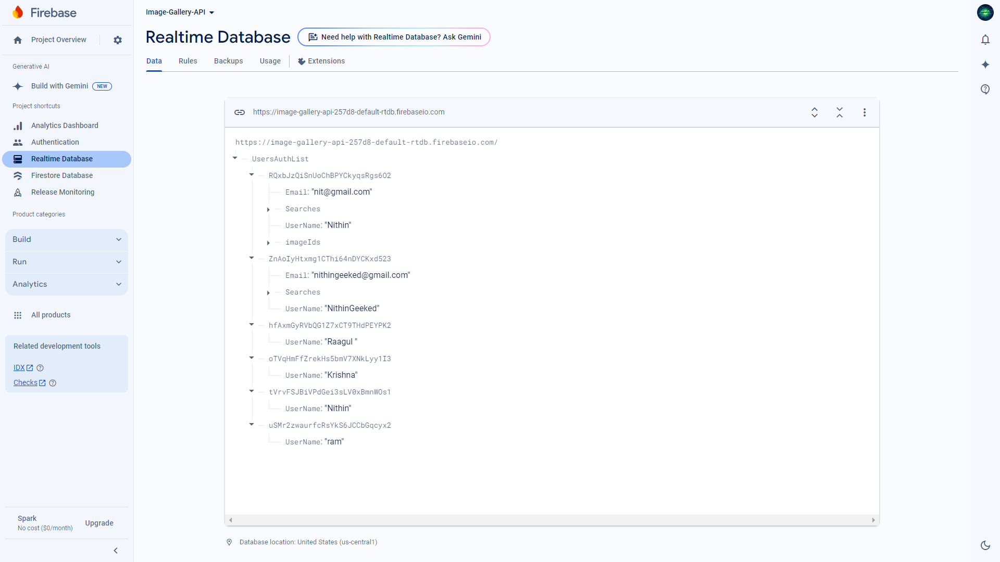 Firebase
Project Overview
Generative AI
Build with Gemini NEW
Project shortcuts
Analytics Dashboard
Authentication
Realtime Database
Firestore Database
Release Monitoring
Product categories
Build
Run
Analytics
All products
Related development tools
IDX
Checks
Spark
No cost ($0/month)
Upgrade
Image-Gallery-API
Realtime Database
Need help with Realtime Database? Ask Gemini
Data Rules Backups Usage Extensions
https://image-gallery-api-257d8-default-rtdb.firebaseio.com
https://image-gallery-api-257d8-default-rtdb.firebaseio.com/
UsersAuthList
RQxbJzQiSnUoChBPYCkyqsRgs6O2
Email: "nit@gmail.com"
Searches
UserName: "Nithin"
imageIds
ZnAoIyHtxmg1CThi64nDYCKxd523
Email: "nithingeeked@gmail.com"
Searches
UserName: "NithinGeeked"
hfAxmGyRVbQG1Z7xCT9THdPEYPK2
UserName: "Raagul "
oTVqHmFfZrekHs5bmV7XNkLyy1I3
UserName: "Krishna"
tVrvFSJBiVPdGei3sLV0xBmnWOs1
UserName: "Nithin"
uSMr2zwaurfcRsYkS6JCCbGqcyx2
UserName: "ram"
Database location: United States (us-central1)